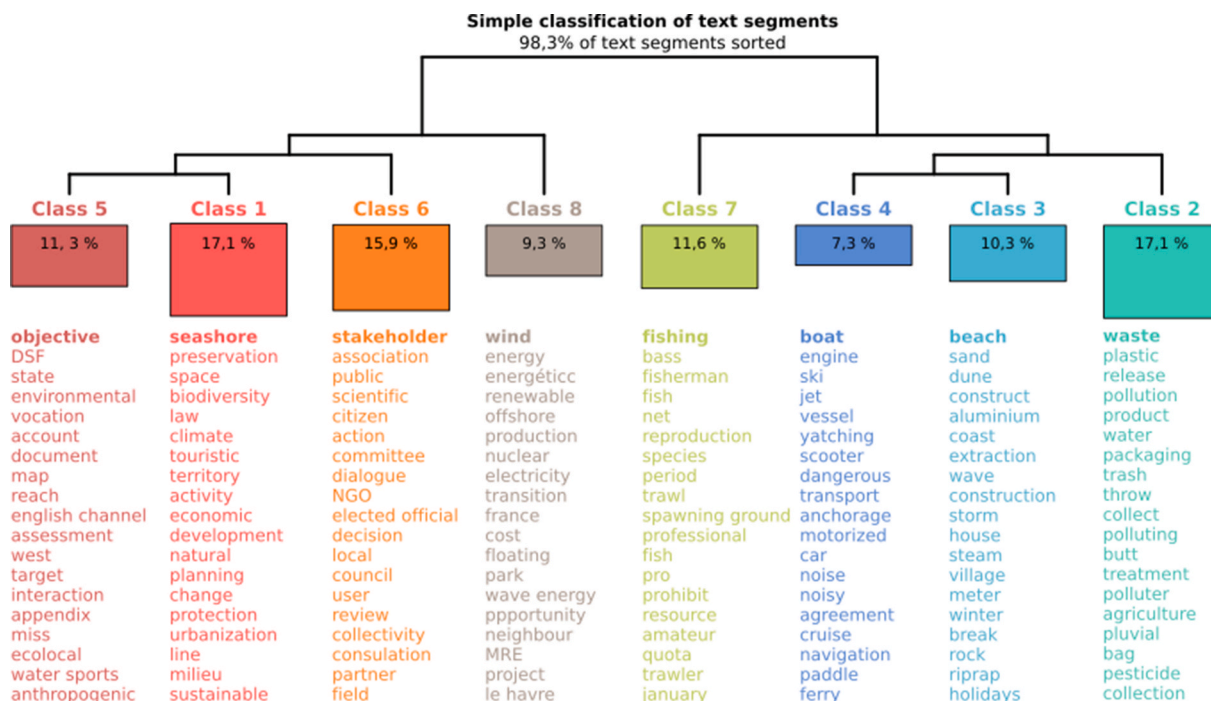 Simple classification of text segments
98,3% of text segments sorted
Class 5 Class 1 Class 6 Class 8 Class 7 Class 4 Class 3 Class 2
11, 3 % 17,1 % 15,9 % 9,3 % 11,6 % 7,3 % 10,3 % 17,1 %
objective seashore stakeholder wind fishing boat beach waste
DSF preservation association energy bass engine sand plastic
state space public energéticc fisherman ski dune release
environmental biodiversity scientific renewable fish jet construct pollution
vocation law citizen offshore net vessel aluminium product
account climate action production reproduction yatching coast water
document touristic committee nuclear species scooter extraction packaging
map territory dialogue electricity period dangerous wave trash
reach activity NGO transition trawl transport construction throw
english channel economic elected official france spawning ground anchorage storm collect
assessment development decision cost professional motorized house polluting
west natural local floating fish car steam butt
target planning council park pro noise village treatment
interaction change user wave energy prohibit noisy meter polluter
appendix protection review ppportunity resource agreement winter agriculture
miss urbanization collectivity neighbour amateur cruise break pluvial
ecolocal line consulation MRE quota navigation rock bag
water sports milieu partner project trawler paddle riprap pesticide
anthropogenic sustainable field le havre january ferry holidays collection